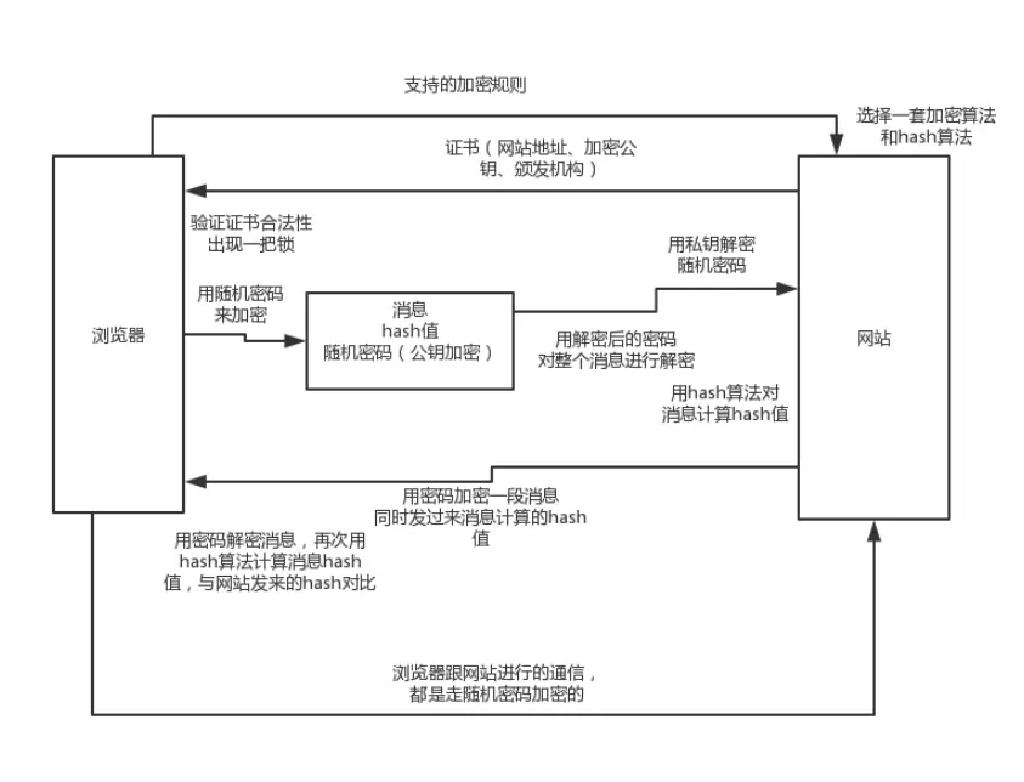 支持的加密规则
选择一套加密算法
和hash算法
证书（网站地址、加密公
钥、颁发机构）
验证证书合法性
出现一把锁
用私钥解密
随机密码
用随机密码
来加密
消息
hash值
随机密码（公钥加密）
浏览器
网站
用解密后的密码
对整个消息进行解密
用hash算法对
消息计算hash值
用密码加密一段消息
同时发过来消息计算的hash
值
用密码解密消息，再次用
hash算法计算消息hash
值，与网站发来的hash对比
浏览器跟网站进行的通信，
都是走随机密码加密的